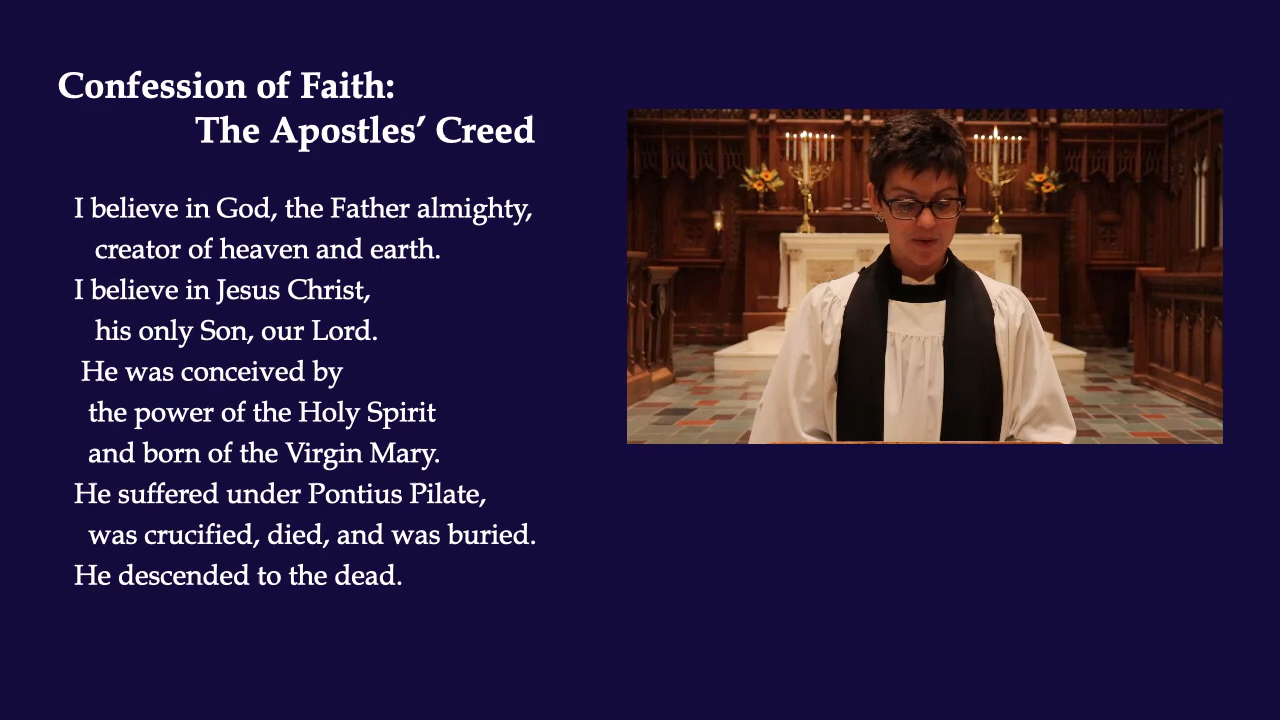 Confession of Faith:
The Apostles’ Creed
I believe in God, the Father almighty,
creator of heaven and earth.
I believe in Jesus Christ,
his only Son, our Lord.
He was conceived by
the power of the Holy Spirit
and born of the Virgin Mary.
He suffered under Pontius Pilate,
was crucified, died, and was buried.
He descended to the dead.